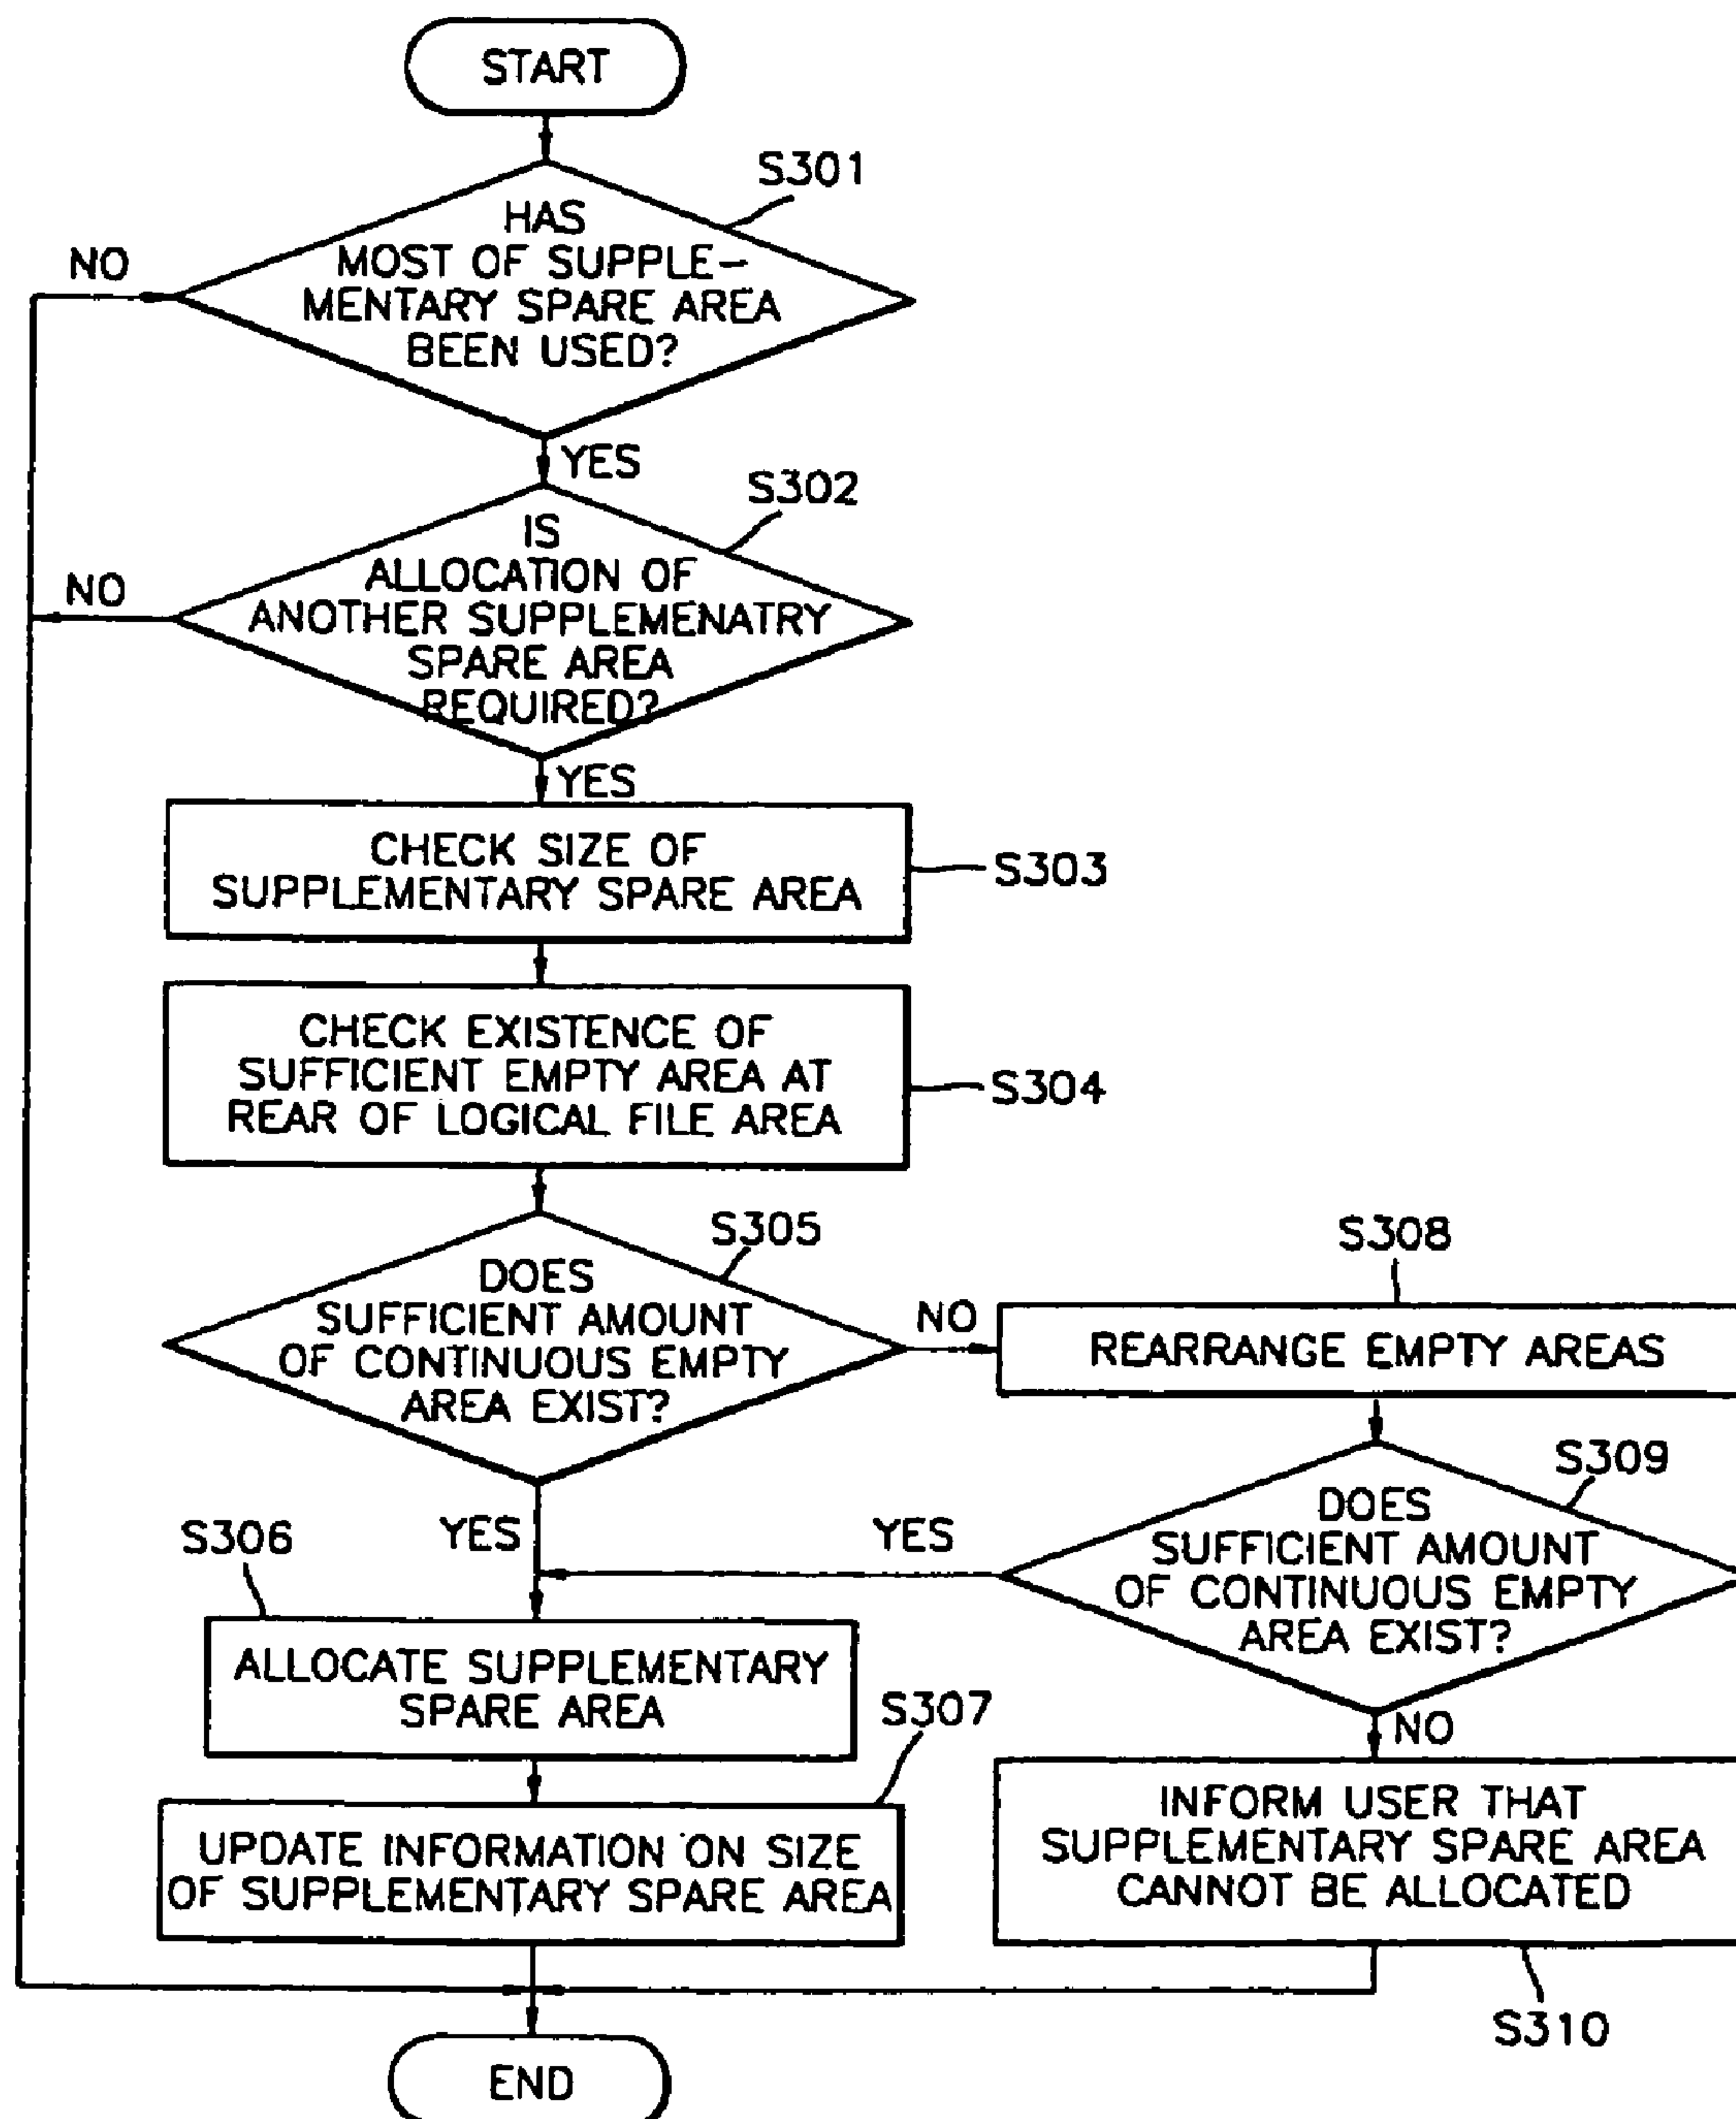 START
S301
HAS
MOST OF SUPPLE-
MENTARY SPARE AREA
BEEN USED?
NO
YES
S302
IS
ALLOCATION OF
ANOTHER SUPPLEMENATRY
SPARE AREA
REQUIRED?
NO
YES
CHECK SIZE OF
SUPPLEMENTARY SPARE AREA
S303
CHECK EXISTENCE OF
SUFFICIENT EMPTY AREA AT
REAR OF LOGICAL FILE AREA
S304
S305
DOES
SUFFICIENT AMOUNT
OF CONTINUOUS EMPTY
AREA EXIST?
NO
YES
S308
REARRANGE EMPTY AREAS
S309
DOES
SUFFICIENT AMOUNT
OF CONTINUOUS EMPTY
AREA EXIST?
YES
NO
S306
ALLOCATE SUPPLEMENTARY
SPARE AREA
S307
UPDATE INFORMATION ON SIZE
OF SUPPLEMENTARY SPARE AREA
INFORM USER THAT
SUPPLEMENTARY SPARE AREA
CANNOT BE ALLOCATED
S310
END